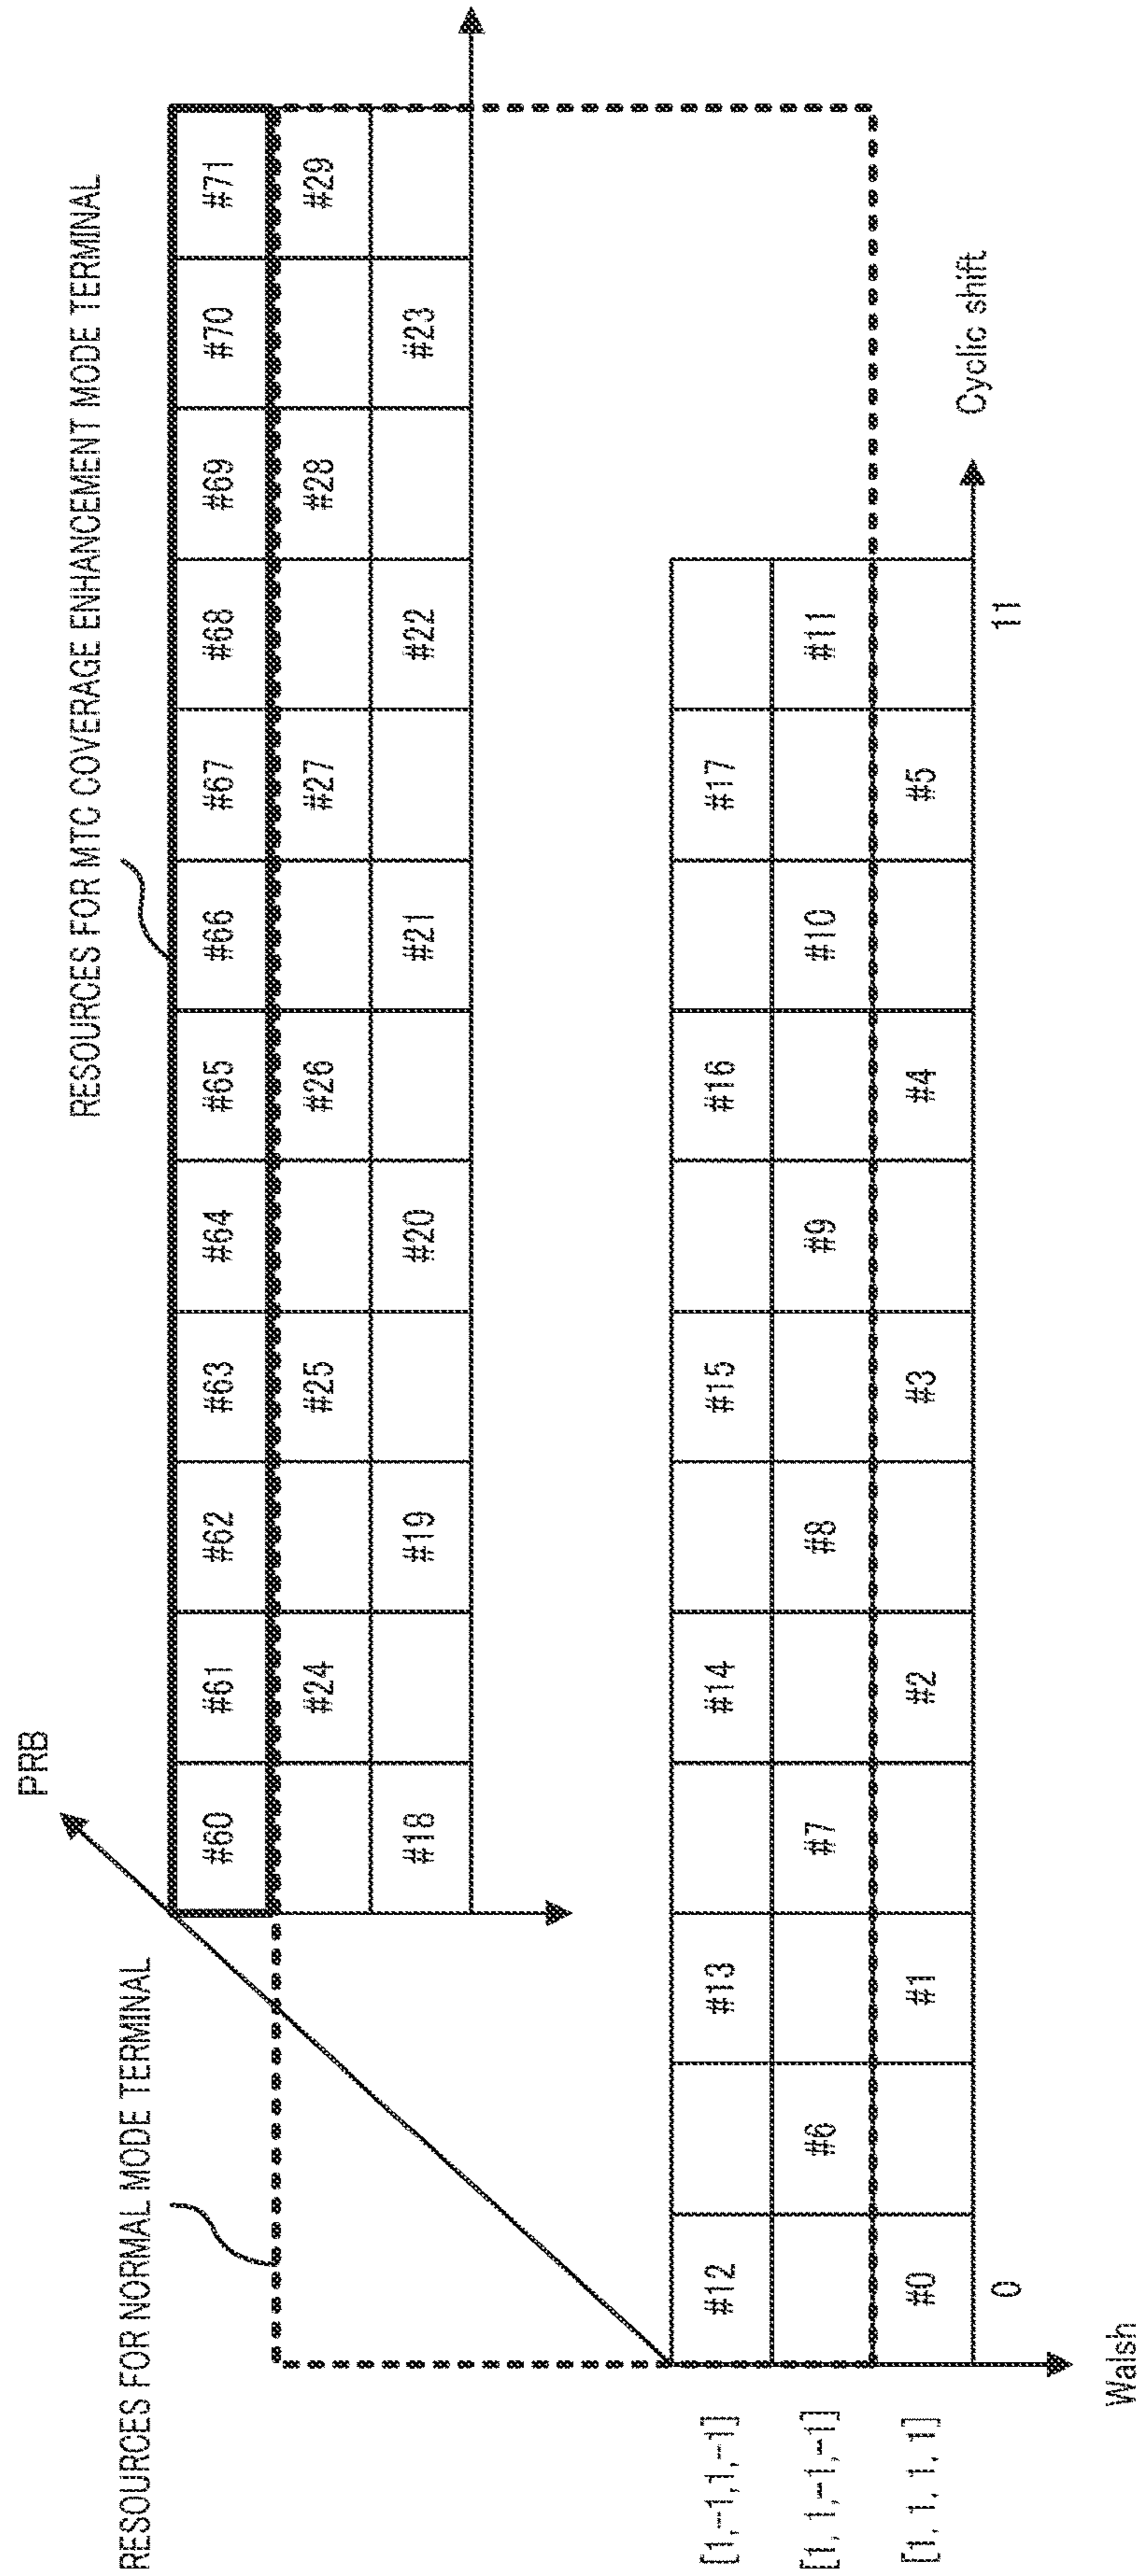 RESOURCES FOR NORMAL MODE TERMINAL
PRB
RESOURCES FOR MTC COVERAGE ENHANCEMENT MODE TERMINAL
#60 #61 #62 #63 #64 #65 #66 #67 #68 #69 #70 #71
#24 #25 #26 #27 #28 #29
#18 #19 #20 #21 #22 #23
[1,-1,1,-1] #12 #13 #14 #15 #16 #17
[1, 1,-1,-1] #6 #7 #8 #9 #10 #11
[1, 1, 1, 1] #0 #1 #2 #3 #4 #5
Cyclic shift
0 11
Walsh